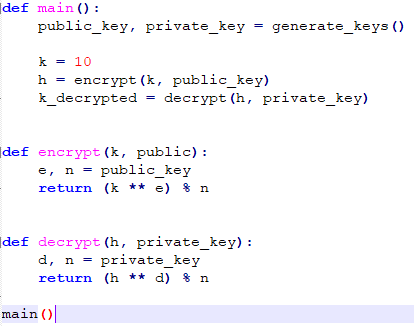 def main():
    public_key, private_key = generate_keys()
    k = 10
    h = encrypt(k, public_key)
    k_decrypted = decrypt(h, private_key)
def encrypt(k, public):
    e, n = public_key
    return (k ** e) % n
def decrypt(h, private_key):
    d, n = private_key
    return (h ** d) % n
main()